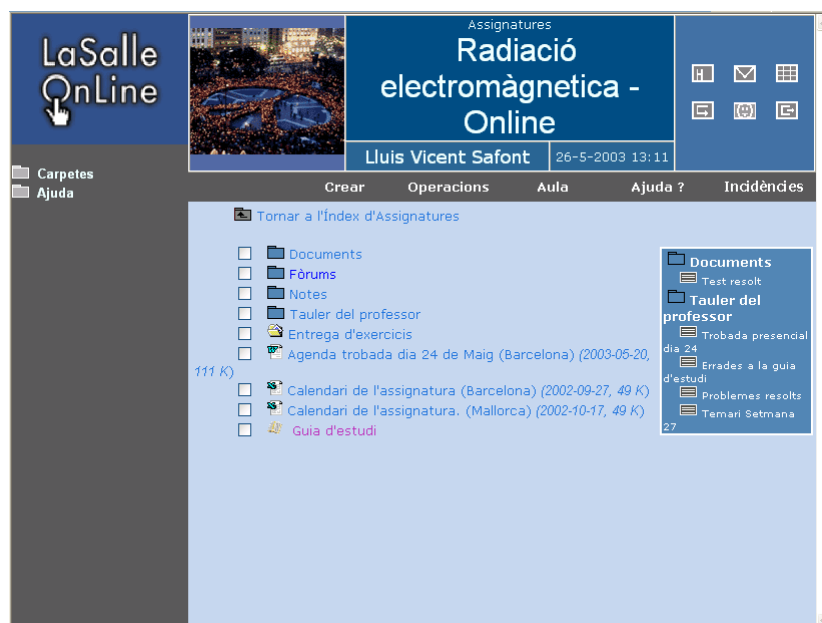 LaSalle
OnLine
Assignatures
Radiació
electromàgnetica -
Online
Lluis Vicent Safont
26-5-2003 13:11
Carpetes
Ajuda
Crear Operacions Aula Ajuda ? Incidències
Tornar a l'Índex d'Assignatures
Documents
Fòrums
Notes
Tauler del professor
Entrega d'exercicis
Agenda trobada dia 24 de Maig (Barcelona) (2003-05-20,
111 K)
Calendari de l'assignatura (Barcelona) (2002-09-27, 49 K)
Calendari de l'assignatura. (Mallorca) (2002-10-17, 49 K)
Guia d'estudi
Documents
Test resolt
Tauler del
professor
Trobada presencial
dia 24
Errades a la guia
d'estudi
Problemes resolts
Temari Setmana
27